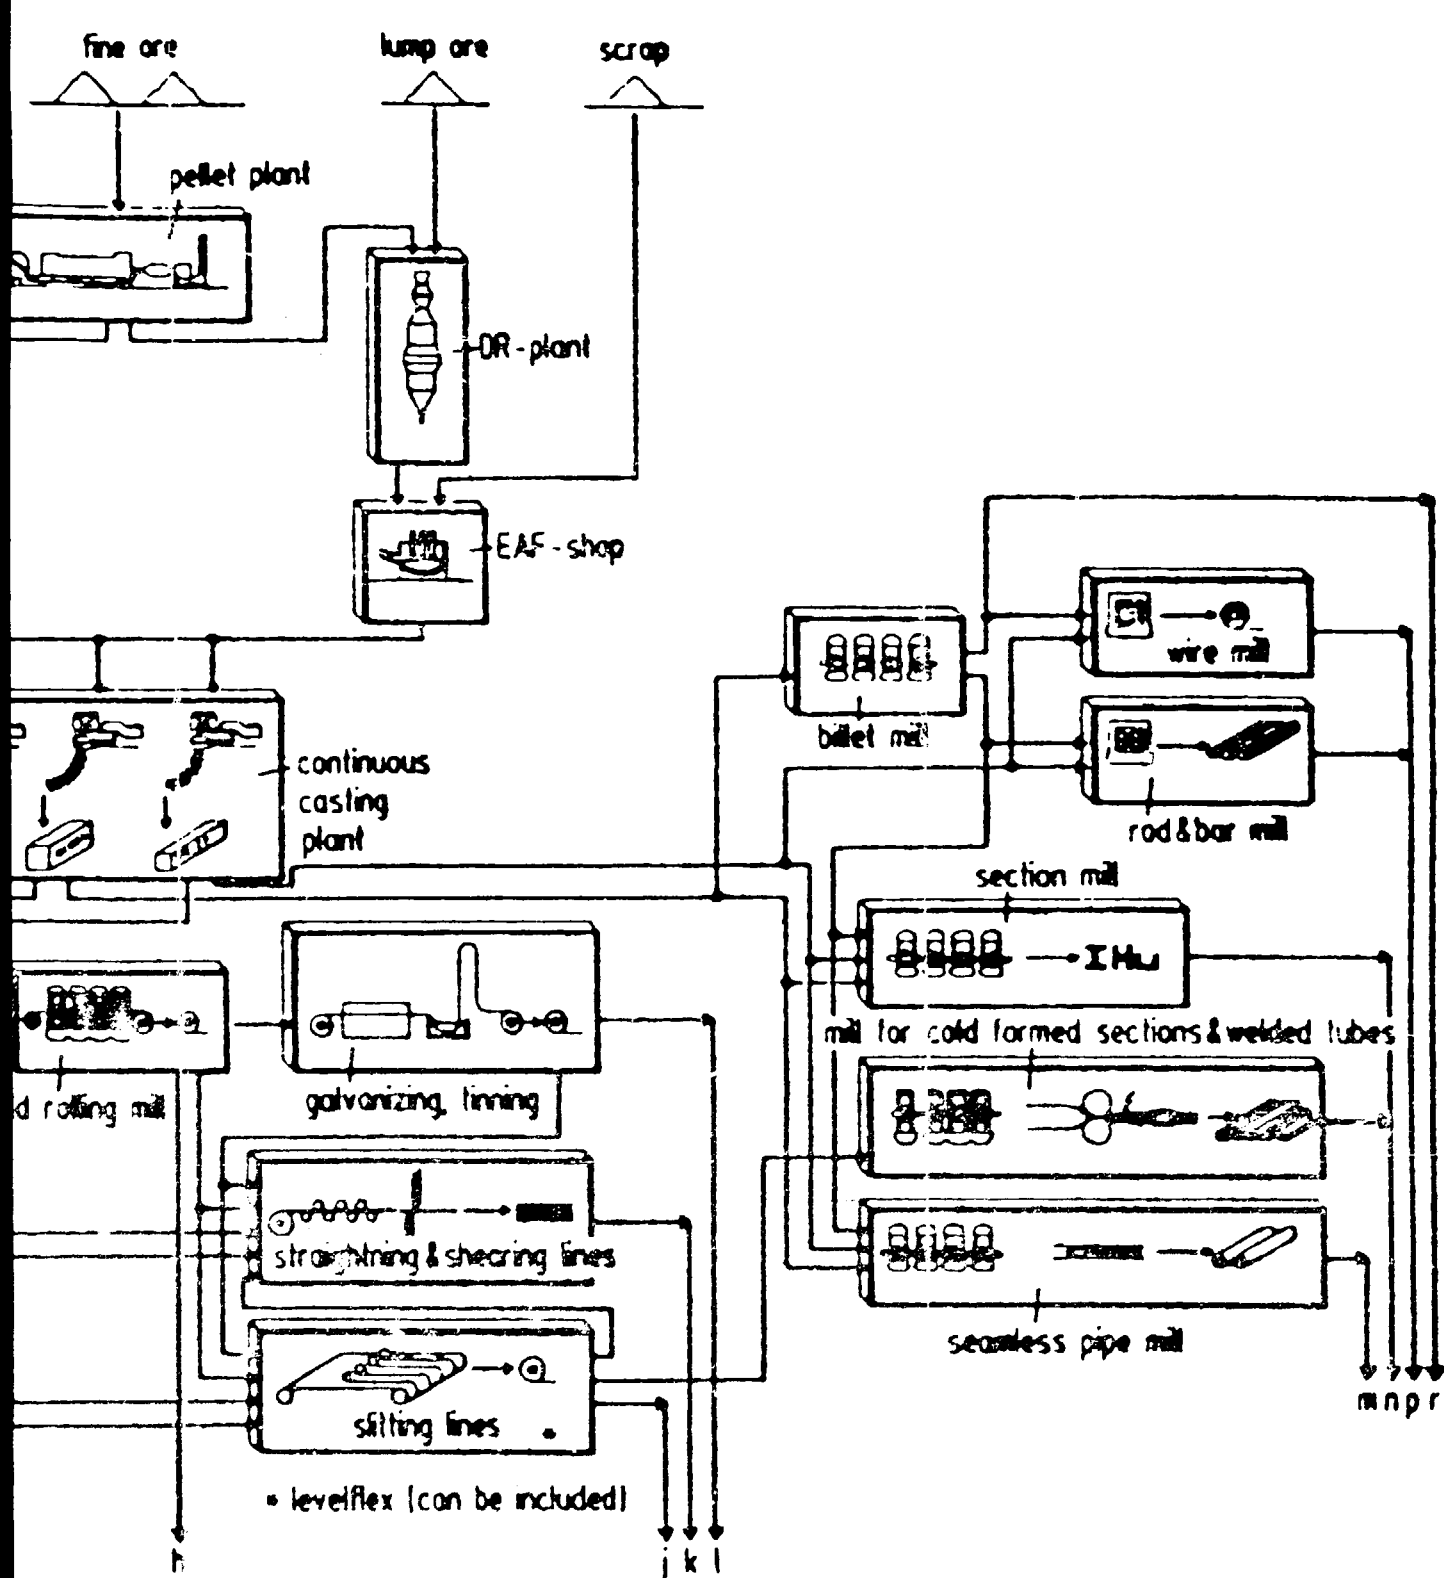 fine ore
lump ore
scrap
pellet plant
DR-plant
EAF-shop
wire mill
billet mill
continuous
casting
plant
rod & bar mill
section mill
mill for cold formed sections & welded tubes
d rolling mill
galvanizing, tinning
straightning & shearing lines
seamless pipe mill
m n p r
slitting lines *
* levelflex (can be included)
h j k l